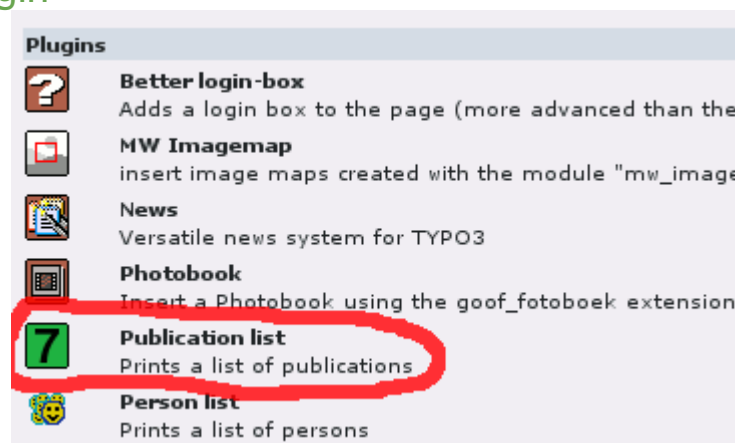 gin
Plugins
Better login-box
Adds a login box to the page (more advanced than the
MW Imagemap
insert image maps created with the module "mw_image
News
Versatile news system for TYPO3
Photobook
Insert a Photobook using the goof_fotoboek extension
7
Publication list
Prints a list of publications
Person list
Prints a list of persons